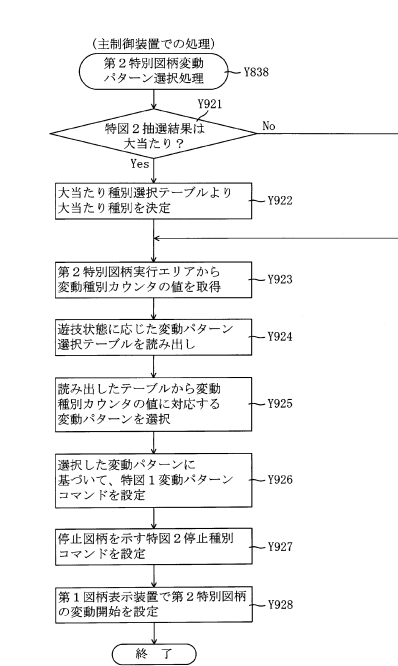 (主制御装置での処理)
第2特別図柄変動
パターン選択処理
Y838
Y921
特図2抽選結果は
大当たり?
No
Yes
大当たり種別選択テーブルより
大当たり種別を決定
Y922
第2特別図柄実行エリアから
変動種別カウンタの値を取得
Y923
遊技状態に応じた変動パターン
選択テーブルを読み出し
Y924
読み出したテーブルから変動
種別カウンタの値に対応する
変動パターンを選択
Y925
選択した変動パターンに
基づいて、特図1変動パターン
コマンドを設定
Y926
停止図柄を示す特図2停止種別
コマンドを設定
Y927
第1図柄表示装置で第2特別図柄
の変動開始を設定
Y928
終 了